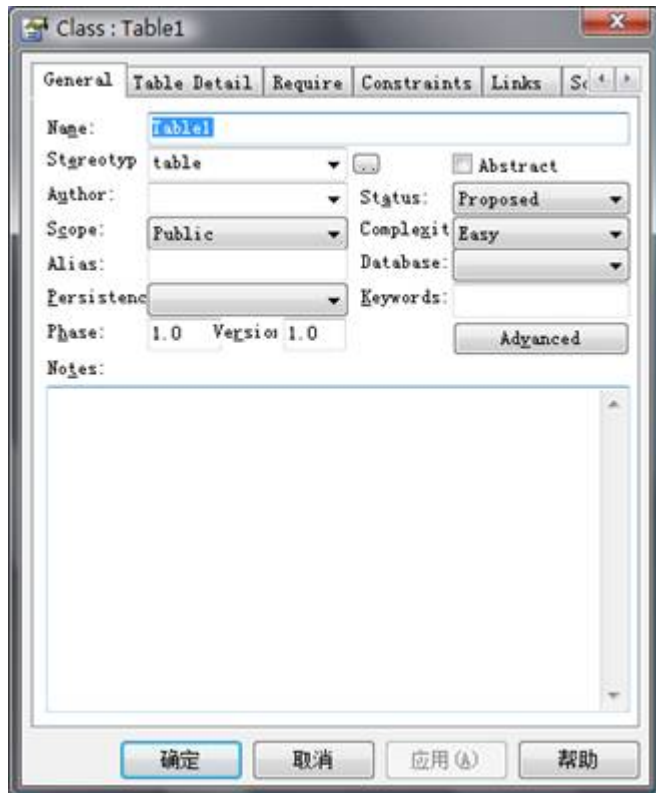 Class : Table1
General Table Detail Require Constraints Links Sc
Name: Table1
Stereotyp table .. Abstract
Author: Status: Proposed
Scope: Public Complexit Easy
Alias: Database:
Persistenc Keywords:
Phase: 1.0 Versio 1.0 Advanced
Notes:
确定 取消 应用(A) 帮助